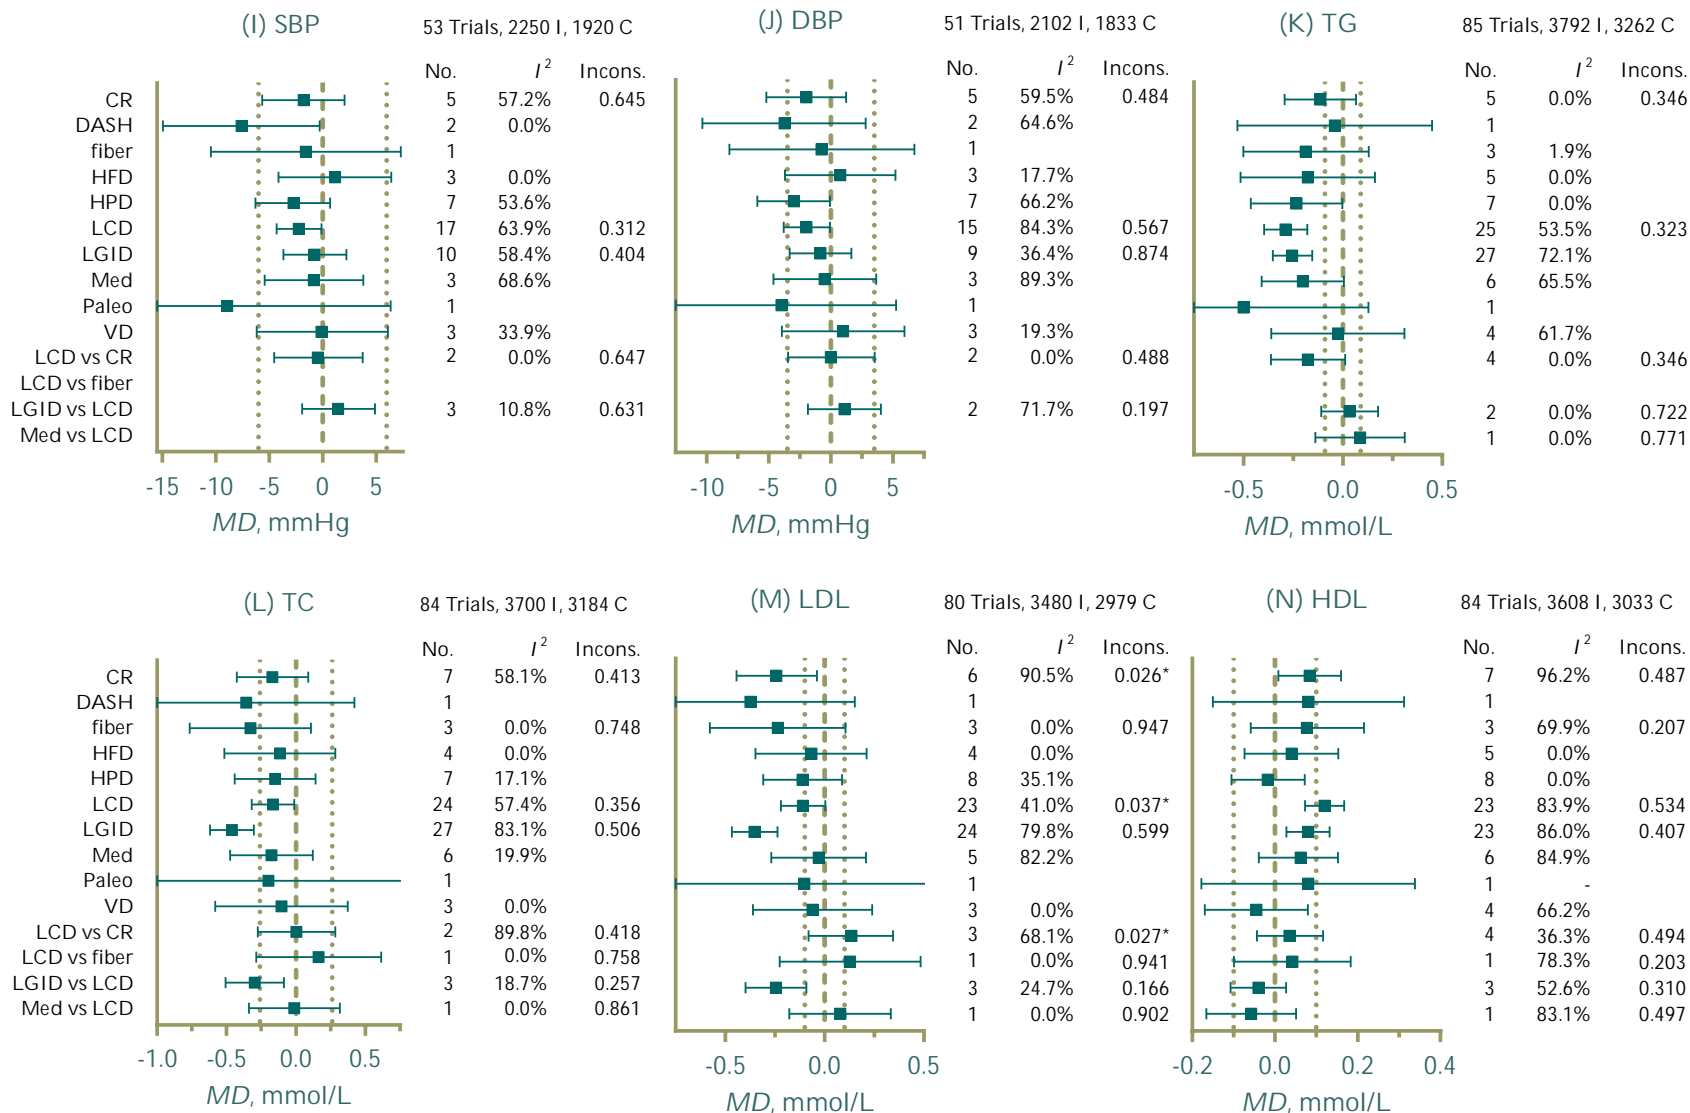 (I) SBP 53 Trials, 2250 I, 1920 C
No. I² Incons.
CR 5 57.2% 0.645
DASH 2 0.0%
fiber 1
HFD 3 0.0%
HPD 7 53.6%
LCD 17 63.9% 0.312
LGID 10 58.4% 0.404
Med 3 68.6%
Paleo 1
VD 3 33.9%
LCD vs CR 2 0.0% 0.647
LCD vs fiber
LGID vs LCD 3 10.8% 0.631
Med vs LCD
-15 -10 -5 0 5
MD, mmHg
(J) DBP 51 Trials, 2102 I, 1833 C
No. I² Incons.
5 59.5% 0.484
2 64.6%
1
3 17.7%
7 66.2%
15 84.3% 0.567
9 36.4% 0.874
3 89.3%
1
3 19.3%
2 0.0% 0.488
2 71.7% 0.197
-10 -5 0 5
MD, mmHg
(K) TG 85 Trials, 3792 I, 3262 C
No. I² Incons.
5 0.0% 0.346
1
3 1.9%
5 0.0%
7 0.0%
25 53.5% 0.323
27 72.1%
6 65.5%
1
4 61.7%
4 0.0% 0.346
2 0.0% 0.722
1 0.0% 0.771
-0.5 0.0 0.5
MD, mmol/L
(L) TC 84 Trials, 3700 I, 3184 C
No. I² Incons.
CR 7 58.1% 0.413
DASH 1
fiber 3 0.0% 0.748
HFD 4 0.0%
HPD 7 17.1%
LCD 24 57.4% 0.356
LGID 27 83.1% 0.506
Med 6 19.9%
Paleo 1
VD 3 0.0%
LCD vs CR 2 89.8% 0.418
LCD vs fiber 1 0.0% 0.758
LGID vs LCD 3 18.7% 0.257
Med vs LCD 1 0.0% 0.861
-1.0 -0.5 0.0 0.5
MD, mmol/L
(M) LDL 80 Trials, 3480 I, 2979 C
No. I² Incons.
6 90.5% 0.026*
1
3 0.0% 0.947
4 0.0%
8 35.1%
23 41.0% 0.037*
24 79.8% 0.599
5 82.2%
1
3 0.0%
3 68.1% 0.027*
1 0.0% 0.941
3 24.7% 0.166
1 0.0% 0.902
-0.5 0.0 0.5
MD, mmol/L
(N) HDL 84 Trials, 3608 I, 3033 C
No. I² Incons.
7 96.2% 0.487
1
3 69.9% 0.207
5 0.0%
8 0.0%
23 83.9% 0.534
23 86.0% 0.407
6 84.9%
1 -
4 66.2%
4 36.3% 0.494
1 78.3% 0.203
3 52.6% 0.310
1 83.1% 0.497
-0.2 0.0 0.2 0.4
MD, mmol/L